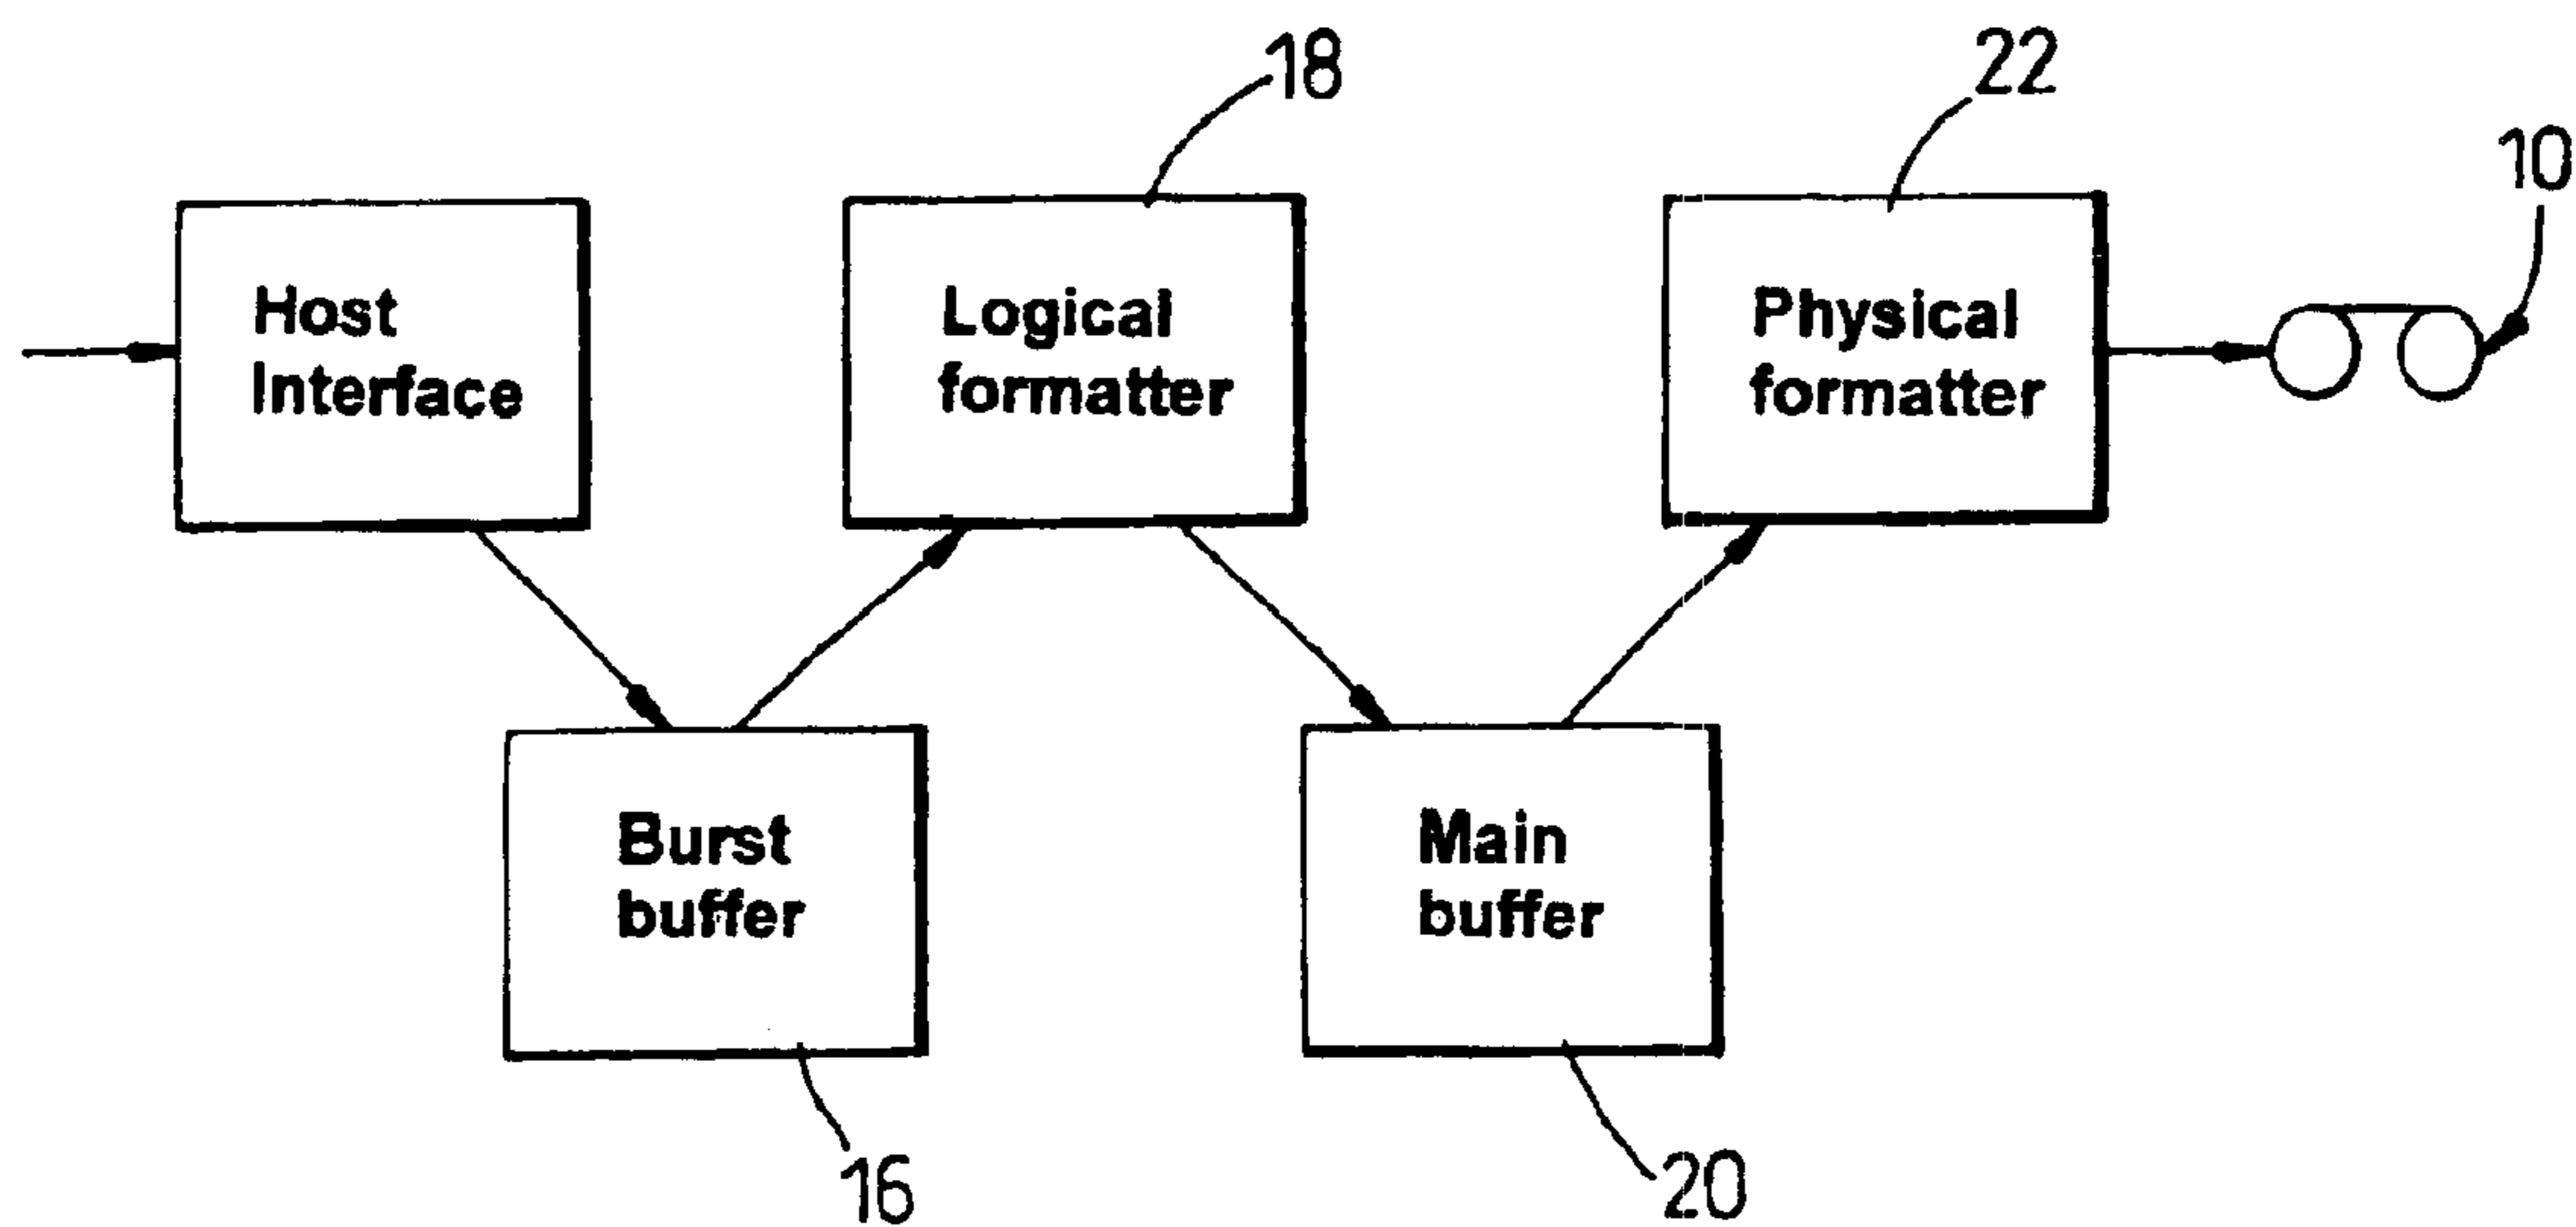 18
22
10
Host
Interface
Logical
formatter
Physical
formatter
Burst
buffer
Main
buffer
16
20